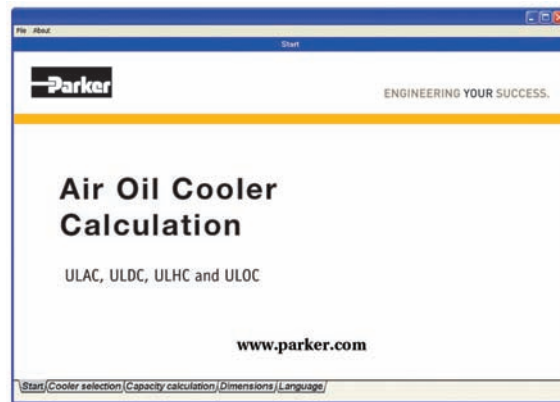 File About
Start
Parker
ENGINEERING YOUR SUCCESS.
Air Oil Cooler
Calculation
ULAC, ULDC, ULHC and ULOC
www.parker.com
Start Cooler selection Capacity calculation Dimensions Language